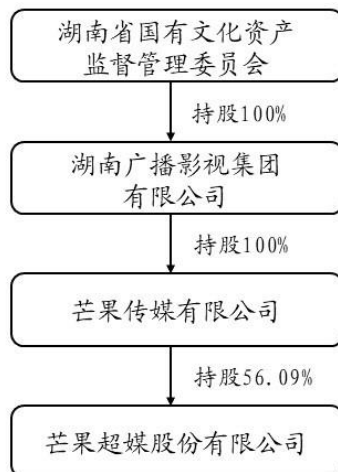 湖南省国有文化资产
监督管理委员会
持股100%
湖南广播影视集团
有限公司
持股100%
芒果传媒有限公司
持股56.09%
芒果超媒股份有限公司